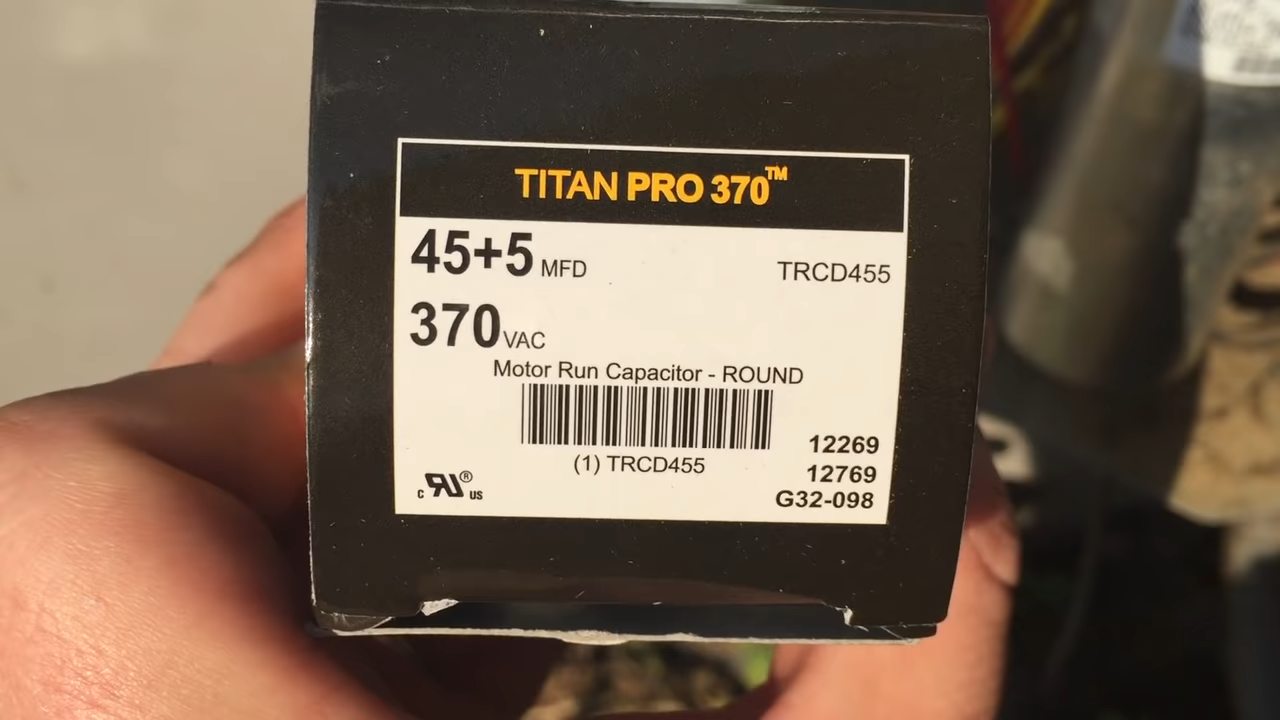 TITAN PRO 370™
45+5 MFD
TRCD455
370 VAC
Motor Run Capacitor - ROUND
(1) TRCD455
12269
12769
G32-098
c RU® US